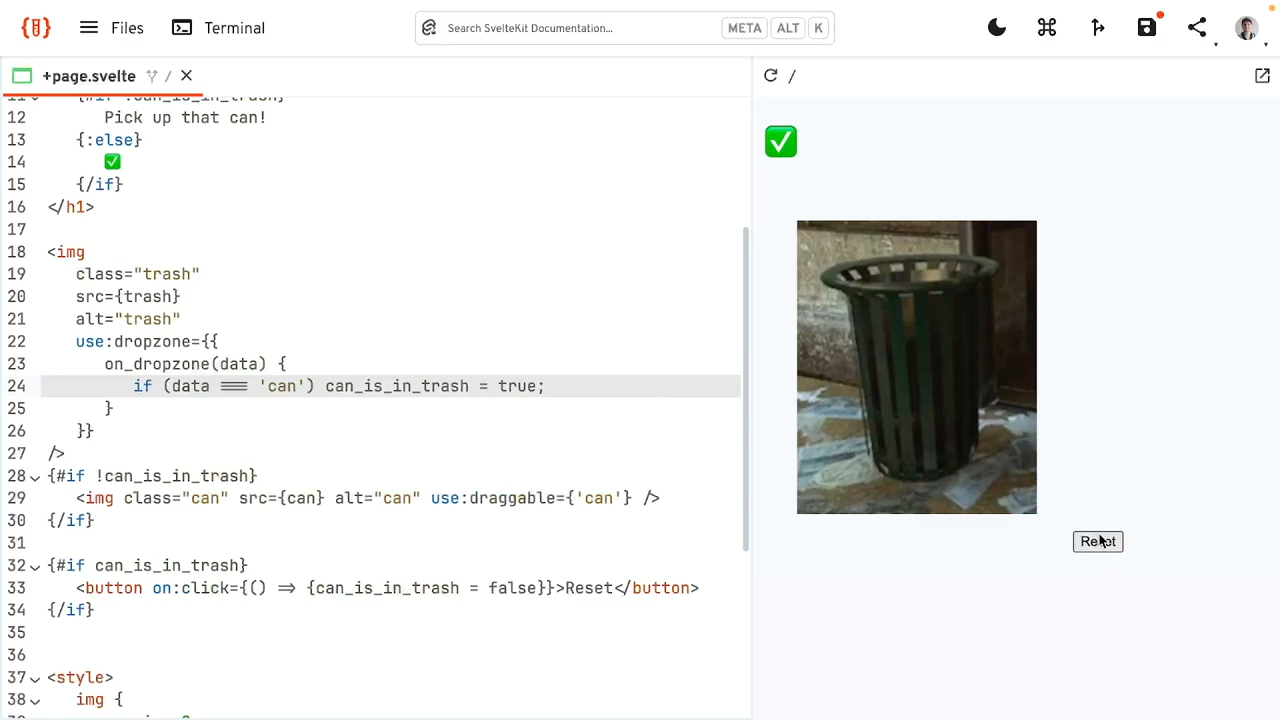 Files
Terminal
Search SvelteKit Documentation...
META ALT K
+page.svelte /
/
11 {#if !can_is_in_trash}
12 Pick up that can!
13 {:else}
14 ✅
15 {/if}
16 </h1>
17
18 <img
19 class="trash"
20 src={trash}
21 alt="trash"
22 use:dropzone={{
23 on_dropzone(data) {
24 if (data === 'can') can_is_in_trash = true;
25 }
26 }}
27 />
28 {#if !can_is_in_trash}
29 <img class="can" src={can} alt="can" use:draggable={'can'} />
30 {/if}
31
32 {#if can_is_in_trash}
33 <button on:click={() => {can_is_in_trash = false}}>Reset</button>
34 {/if}
35
36
37 <style>
38 img {
✅
Reset